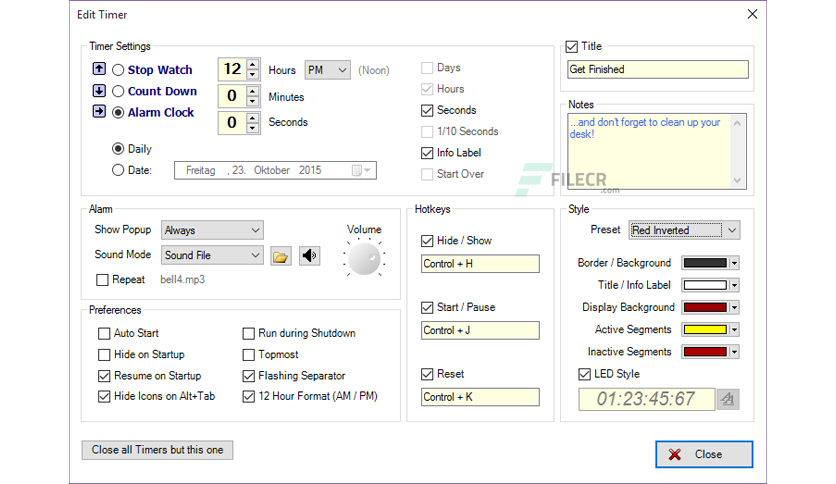 Edit Timer
Timer Settings
Stop Watch
Count Down
Alarm Clock
12 Hours PM (Noon)
0 Minutes
0 Seconds
Daily
Date: Freitag , 23. Oktober 2015
Days
Hours
Seconds
1/10 Seconds
Info Label
Start Over
Title
Get Finished
Notes
...and don't forget to clean up your
desk!
FILECR
.com
Alarm
Show Popup Always
Sound Mode Sound File
Repeat bell4.mp3
Volume
Preferences
Auto Start
Hide on Startup
Resume on Startup
Hide Icons on Alt+Tab
Run during Shutdown
Topmost
Flashing Separator
12 Hour Format (AM / PM)
Hotkeys
Hide / Show
Control + H
Start / Pause
Control + J
Reset
Control + K
Style
Preset Red Inverted
Border / Background
Title / Info Label
Display Background
Active Segments
Inactive Segments
LED Style
01:23:45:67
Close all Timers but this one
Close